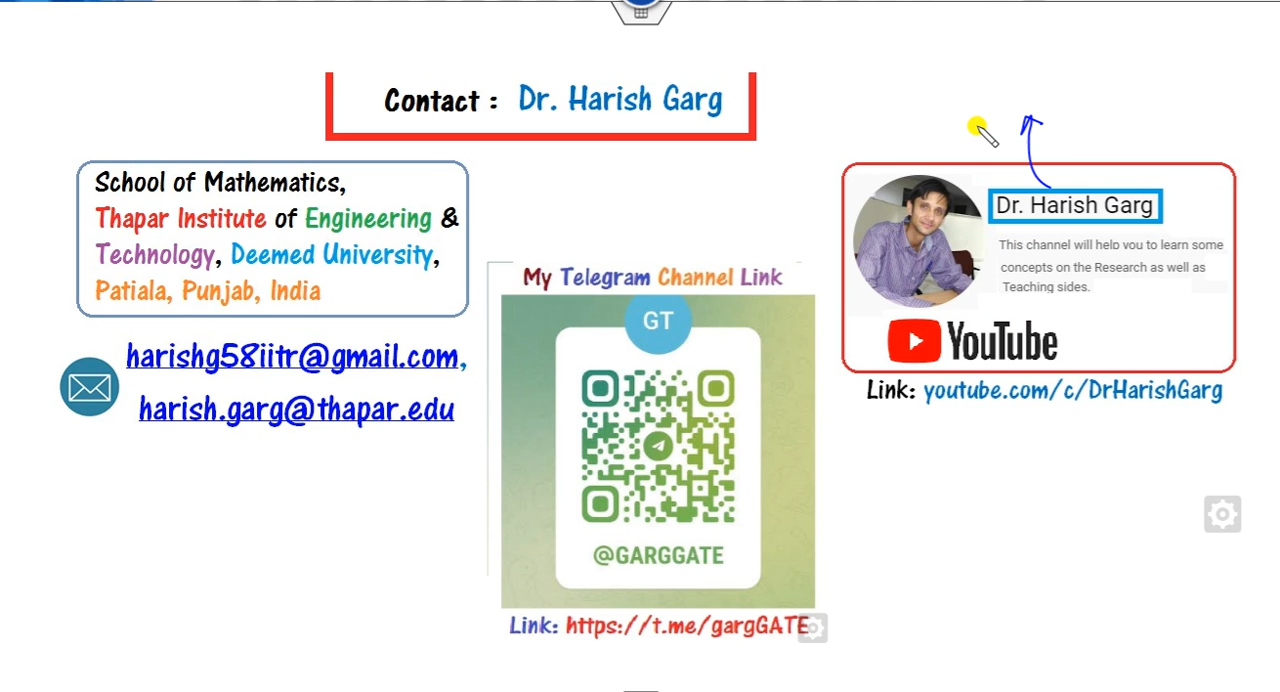 Contact : Dr. Harish Garg
School of Mathematics,
Thapar Institute of Engineering &
Technology, Deemed University,
Patiala, Punjab, India
harishg58iitr@gmail.com,
harish.garg@thapar.edu
My Telegram Channel Link
GT
@GARGGATE
Link: https://t.me/gargGATE
Dr. Harish Garg
This channel will help you to learn some
concepts on the Research as well as
Teaching sides.
YouTube
Link: youtube.com/c/DrHarishGarg